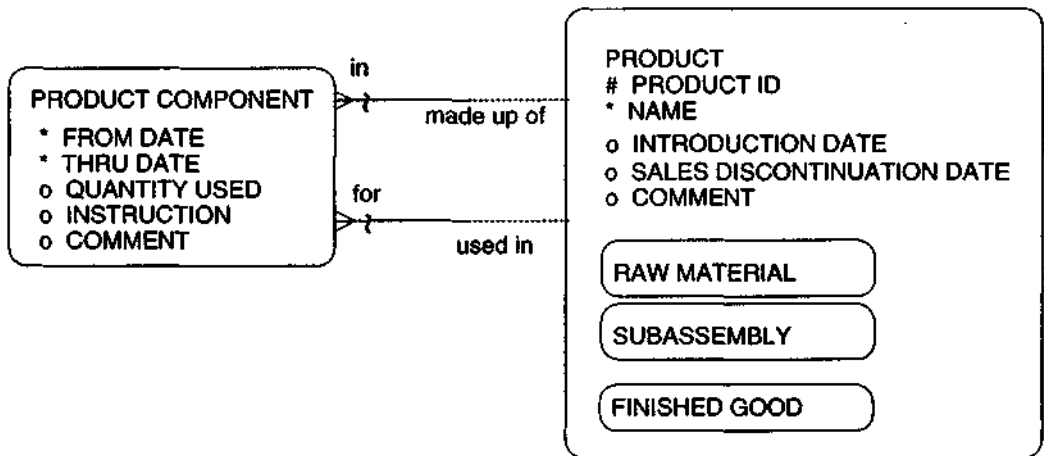 in
PRODUCT COMPONENT
* FROM DATE
* THRU DATE
o QUANTITY USED
o INSTRUCTION
o COMMENT
made up of
for
used in
PRODUCT
# PRODUCT ID
* NAME
o INTRODUCTION DATE
o SALES DISCONTINUATION DATE
o COMMENT
RAW MATERIAL
SUBASSEMBLY
FINISHED GOOD